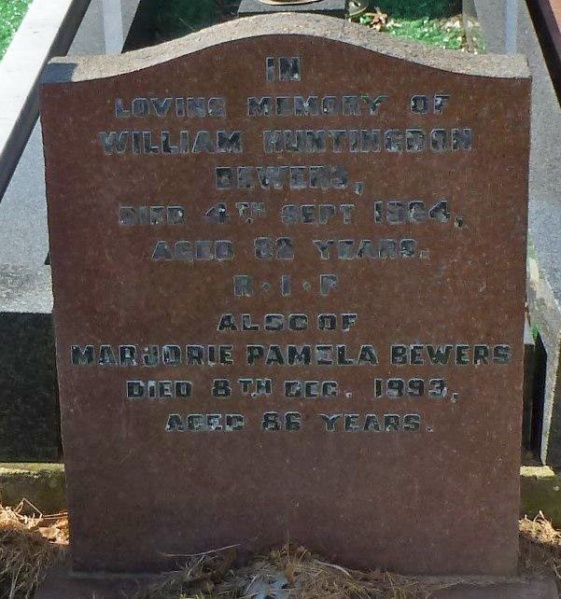 IN
LOVING MEMORY OF
WILLIAM HUNTINGDON
BEWERS,
DIED 4TH SEPT 1964,
AGED 62 YEARS.
R·I·P
ALSO OF
MARJORIE PAMELA BEWERS
DIED 8TH DEC. 1993,
AGED 86 YEARS.